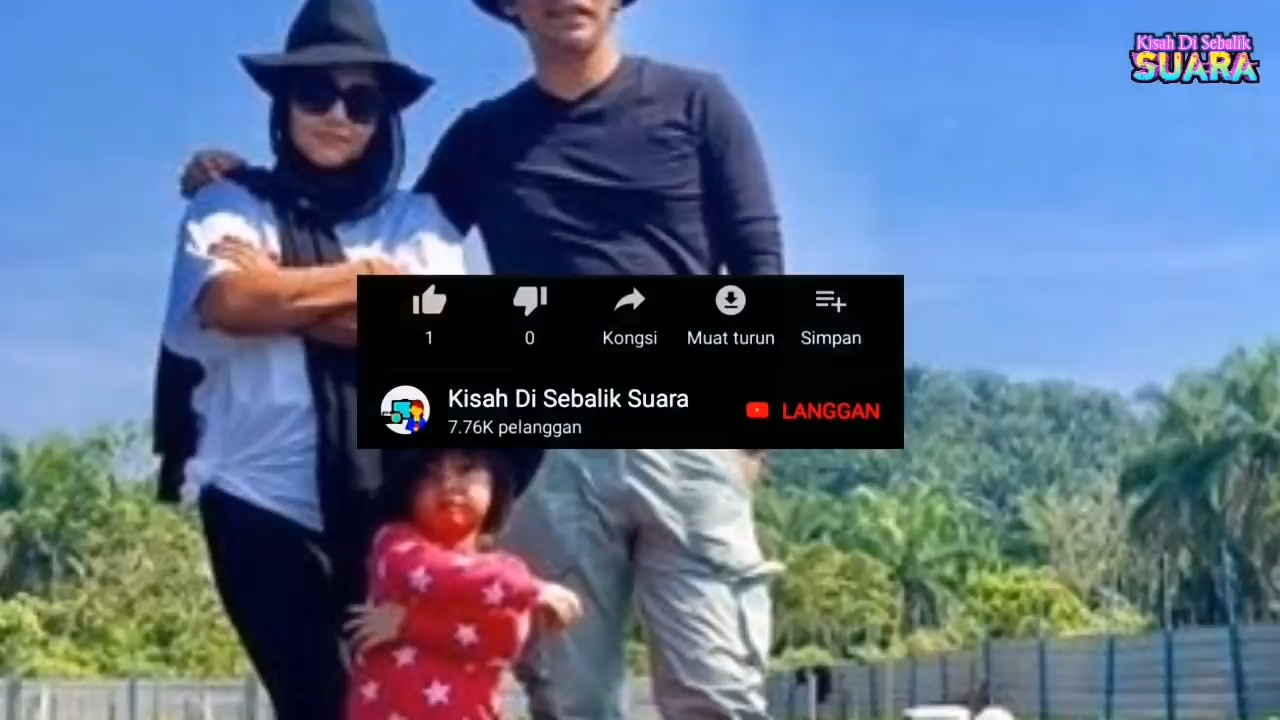 Kisah Di Sebalik
SUARA
1
0
Kongsi
Muat turun
Simpan
Kisah Di Sebalik Suara
7.76K pelanggan
LANGGAN